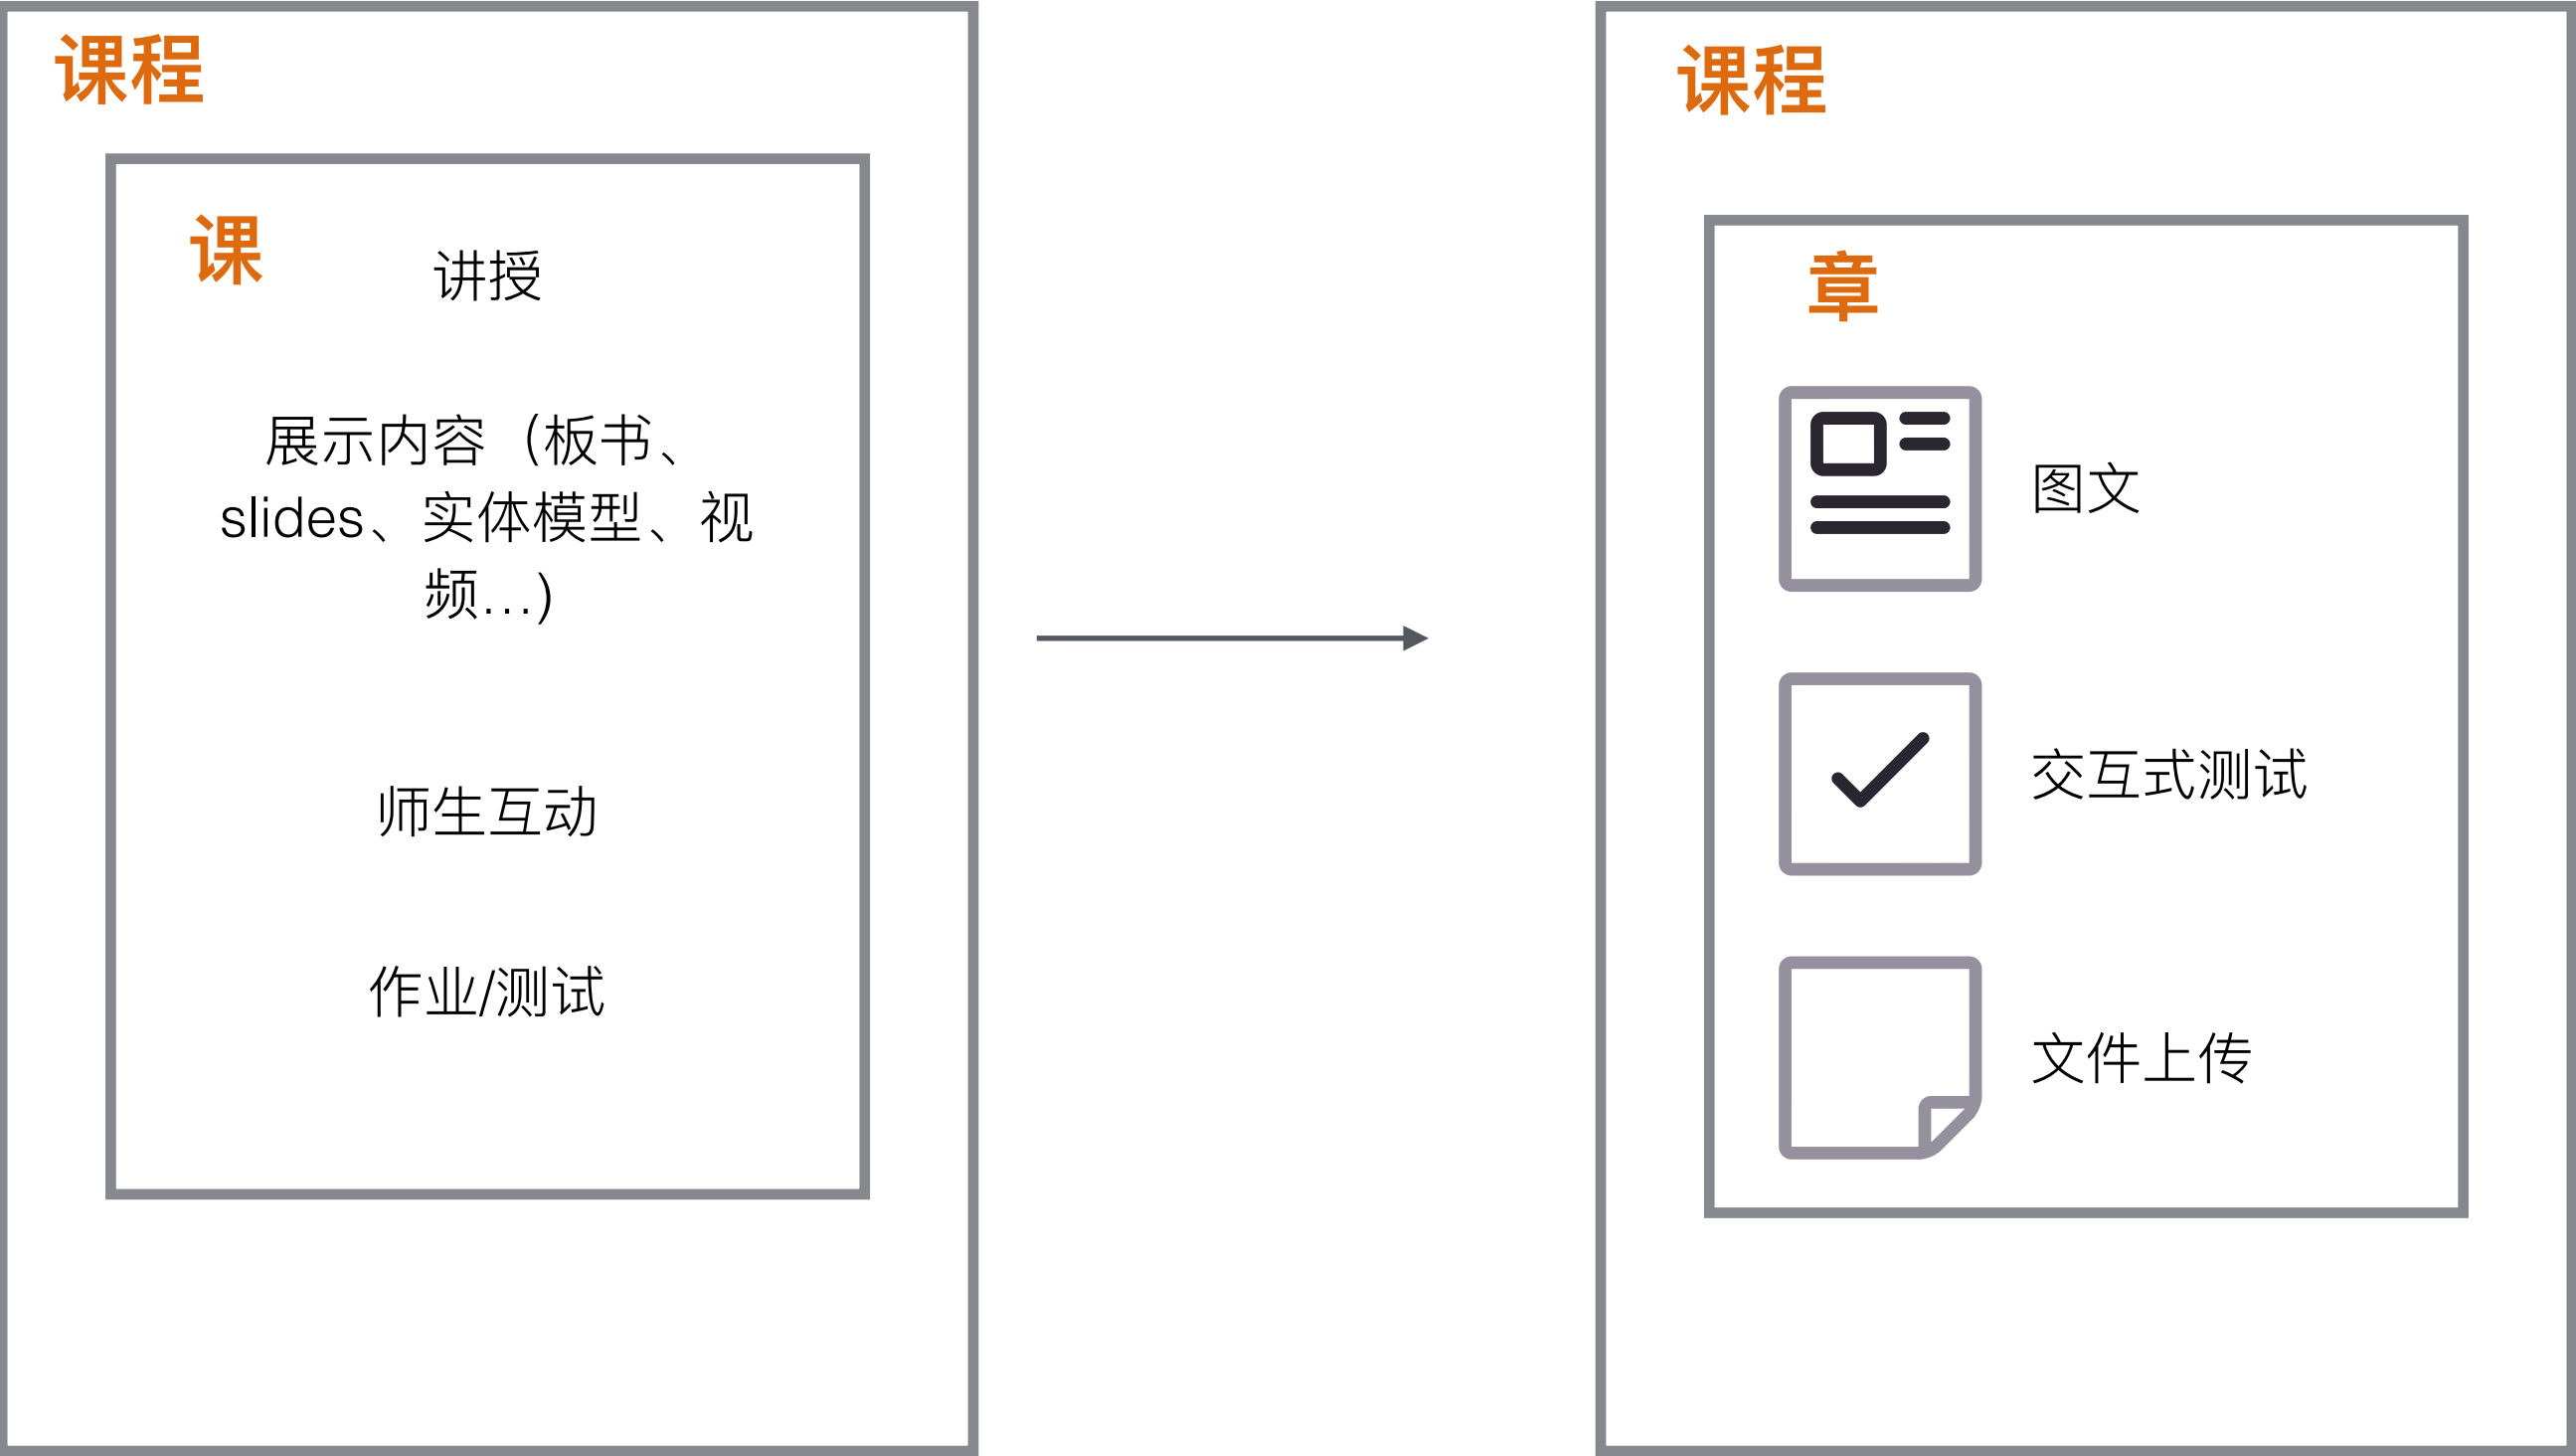 课程
课
讲授
展示内容（板书、
slides、实体模型、视
频…）
师生互动
作业/测试
课程
章
图文
交互式测试
文件上传